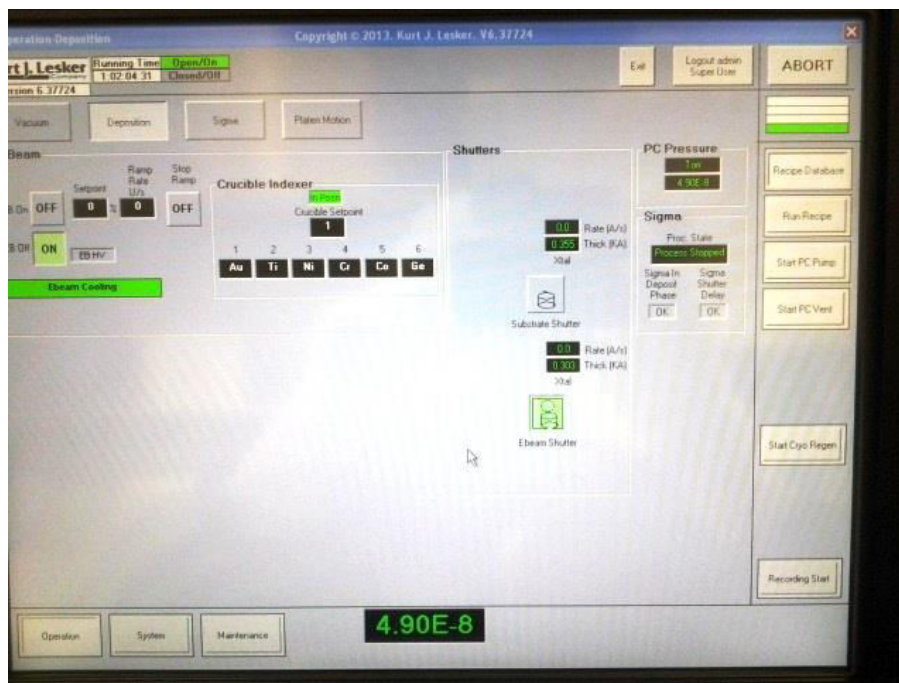 peration-Deposition
Copyright © 2013. Kurt J. Lesker. V6.37724
rt J. Lesker
Company
Running Time
1:02:04:31
Open/On
Closed/Off
rsion 6.37724
Exit
Logout admin
Super User
ABORT
Vacuum
Deposition
Sigma
Platen Motion
Beam
Setpoint
Ramp
Rate
U/s
Stop
Ramp
B On
OFF
0
%
0
OFF
B Off
ON
EB HV
Ebeam Cooling
Crucible Indexer
In Posn
Crucible Setpoint
1
1 2 3 4 5 6
Au Ti Ni Cr Co Ge
Shutters
0.0 Rate (A/s)
0.355 Thick (KA)
Xtal
Substrate Shutter
0.0 Rate (A/s)
0.303 Thick (KA)
Xtal
Ebeam Shutter
PC Pressure
Torr
4.90E-8
Sigma
Proc. State
Process Stopped
Sigma In
Deposit
Phase
OK
Sigma
Shutter
Delay
OK
Recipe Database
Run Recipe
Start PC Pump
Start PC Vent
Start Cryo Regen
Recording Start
Operation
System
Maintenance
4.90E-8